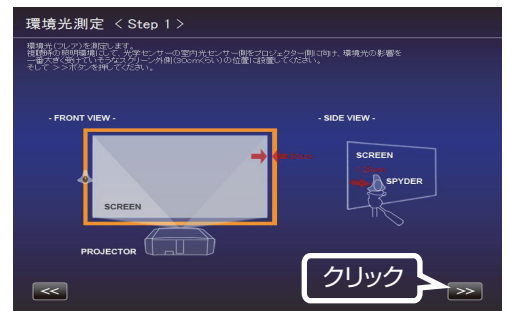 環境光測定 < Step 1 >
環境光(フレア)を測定します。
視聴時の照明環境にして、光学センサーの室内光センサー側をプロジェクター側に向け、環境光の影響を
一番大きく受けていそうなスクリーン外側(30cmくらい)の位置に設置してください。
そして >>ボタンを押してください。
- FRONT VIEW -
- SIDE VIEW -
SCREEN
SPYDER
SCREEN
PROJECTOR
クリック
<<
>>